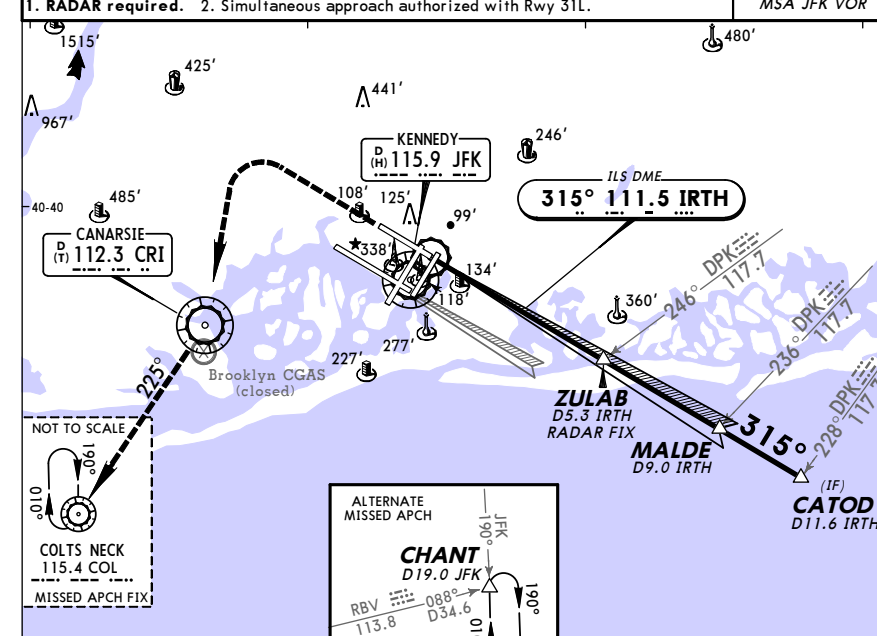 1. RADAR required. 2. Simultaneous approach authorized with Rwy 31L.
MSA JFK VOR
1515'
480'
425'
441'
967'
246'
KENNEDY
D
(H) 115.9 JFK
ILS DME
315° 111.5 IRTH
40-40
485'
108'
125'
99'
CANARSIE
D
(T) 112.3 CRI
338'
134'
118'
246° DPK
117.7
360'
236° DPK
117.7
277'
227'
225°
Brooklyn CGAS
(closed)
ZULAB
D5.3 IRTH
RADAR FIX
228° DPK
117.7
315°
MALDE
D9.0 IRTH
NOT TO SCALE
190°
010°
COLTS NECK
115.4 COL
MISSED APCH FIX
(IF)
CATOD
D11.6 IRTH
ALTERNATE
MISSED APCH
JFK
190°
CHANT
D19.0 JFK
RBV
113.8
088°
D34.6
190°